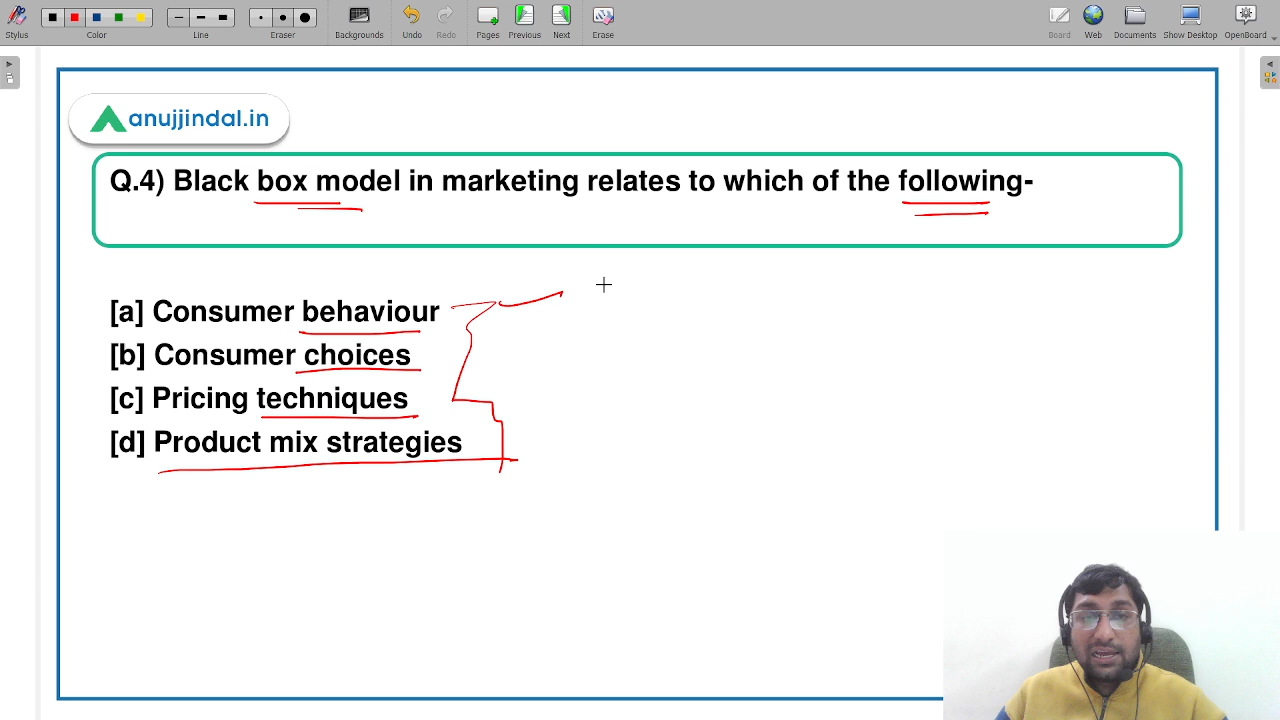 Stylus
Color
Line
Eraser
Backgrounds
Undo
Redo
Pages
Previous
Next
Erase
Board
Web
Documents
Show Desktop
OpenBoard
anujjindal.in
Q.4) Black box model in marketing relates to which of the following-
[a] Consumer behaviour
[b] Consumer choices
[c] Pricing techniques
[d] Product mix strategies